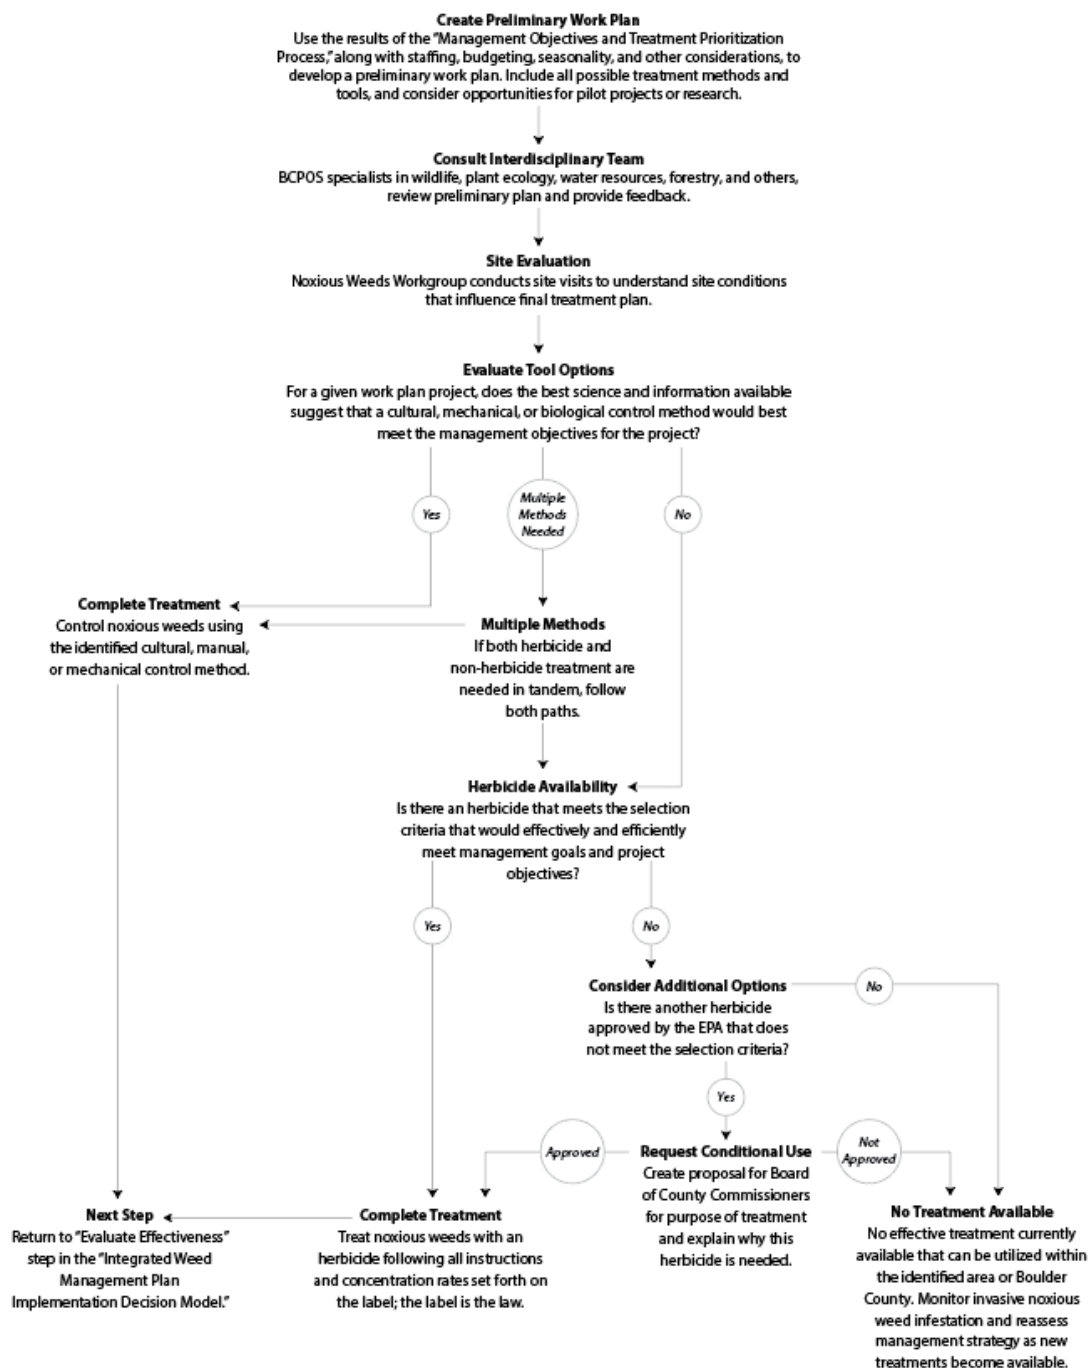 Create Preliminary Work Plan
Use the results of the "Management Objectives and Treatment Prioritization
Process," along with staffing, budgeting, seasonality, and other considerations, to
develop a preliminary work plan. Include all possible treatment methods and
tools, and consider opportunities for pilot projects or research.
Consult Interdisciplinary Team
BCPOS specialists in wildlife, plant ecology, water resources, forestry, and others,
review preliminary plan and provide feedback.
Site Evaluation
Noxious Weeds Workgroup conducts site visits to understand site conditions
that influence final treatment plan.
Evaluate Tool Options
For a given work plan project, does the best science and information available
suggest that a cultural, mechanical, or biological control method would best
meet the management objectives for the project?
Yes
Multiple
Methods
Needed
No
Complete Treatment
Control noxious weeds using
the identified cultural, manual,
or mechanical control method.
Multiple Methods
If both herbicide and
non-herbicide treatment are
needed in tandem, follow
both paths.
Herbicide Availability
Is there an herbicide that meets the selection
criteria that would effectively and efficiently
meet management goals and project
objectives?
Yes
No
Consider Additional Options
Is there another herbicide
approved by the EPA that does
not meet the selection criteria?
No
Yes
Approved
Request Conditional Use
Create proposal for Board
of County Commissioners
for purpose of treatment
and explain why this
herbicide is needed.
Not
Approved
Next Step
Return to "Evaluate Effectiveness"
step in the "Integrated Weed
Management Plan
Implementation Decision Model."
Complete Treatment
Treat noxious weeds with an
herbicide following all instructions
and concentration rates set forth on
the label; the label is the law.
No Treatment Available
No effective treatment currently
available that can be utilized within
the identified area or Boulder
County. Monitor invasive noxious
weed infestation and reassess
management strategy as new
treatments become available.